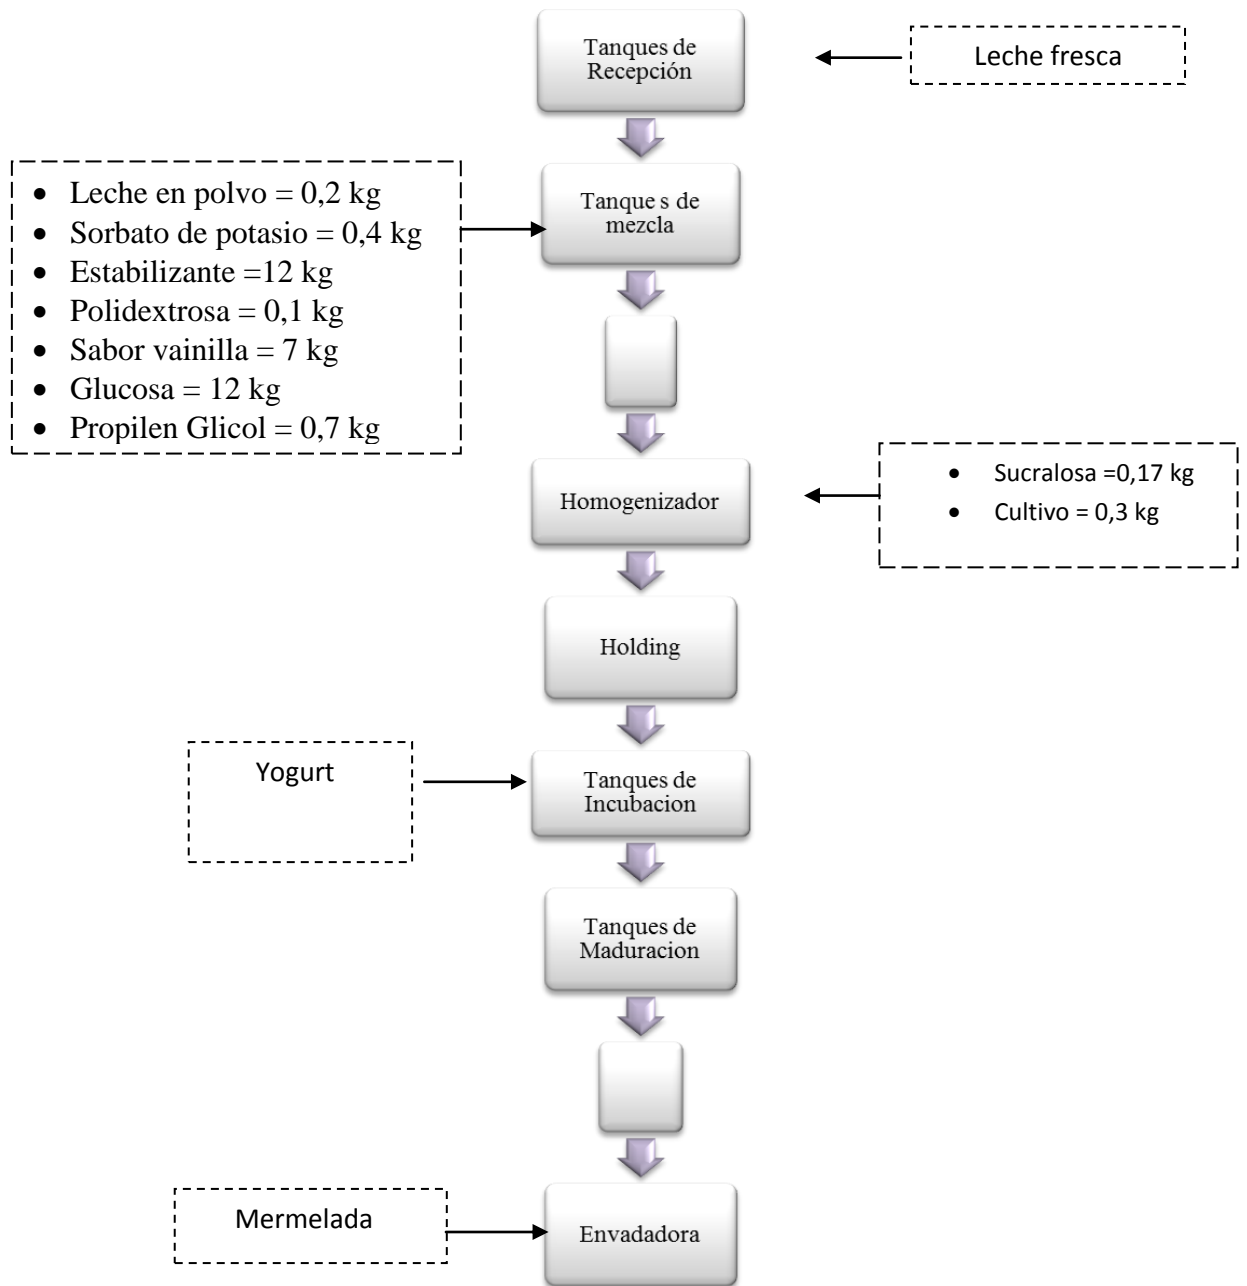 Tanques de
Recepción
Leche fresca
• Leche en polvo = 0,2 kg
• Sorbato de potasio = 0,4 kg
• Estabilizante =12 kg
• Polidextrosa = 0,1 kg
• Sabor vainilla = 7 kg
• Glucosa = 12 kg
• Propilen Glicol = 0,7 kg
Tanque s de
mezcla
Homogenizador
• Sucralosa =0,17 kg
• Cultivo = 0,3 kg
Holding
Yogurt
Tanques de
Incubacion
Tanques de
Maduracion
Mermelada
Envadadora